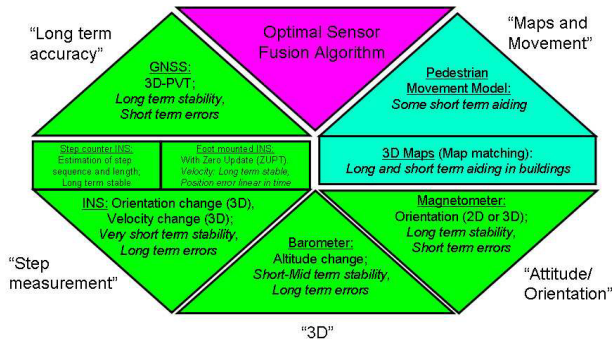 "Long term
accuracy"
Optimal Sensor
Fusion Algorithm
"Maps and
Movement"
GNSS:
3D-PVT;
Long term stability,
Short term errors
Pedestrian
Movement Model:
Some short term aiding
Step counter INS:
Estimation of step
sequence and length;
Long term stable
Foot mounted INS:
With Zero Update (ZUPT).
Velocity: Long term stable,
Position error linear in time
3D Maps (Map matching):
Long and short term aiding in buildings
INS: Orientation change (3D),
Velocity change (3D);
Very short term stability,
Long term errors
Barometer:
Altitude change;
Short-Mid term stability,
Long term errors
Magnetometer:
Orientation (2D or 3D);
Long term stability,
Short term errors
"Step
measurement"
"3D"
"Attitude/
Orientation"